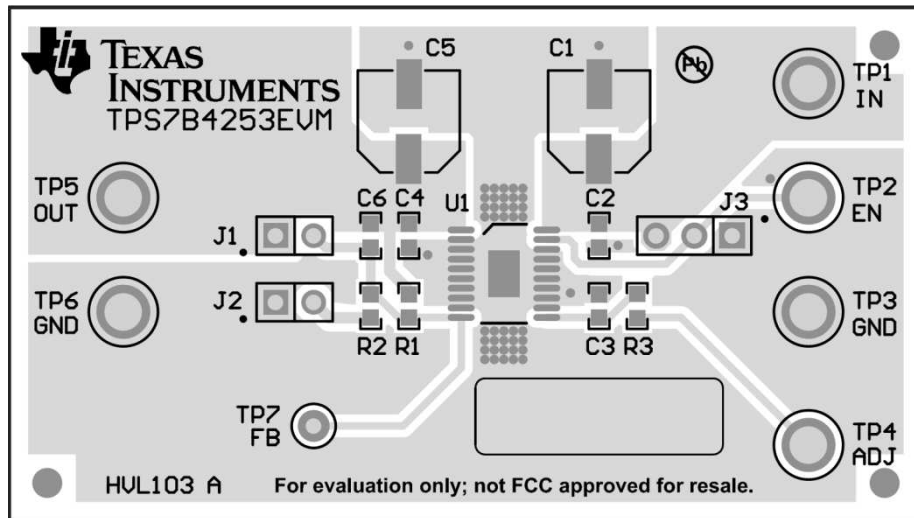 TEXAS
INSTRUMENTS
TPS7B4253EVM
C5
C1
Pb
TP1
IN
TP5
OUT
C6
C4
U1
C2
J3
TP2
EN
J1
TP6
GND
J2
R2
R1
C3
R3
TP3
GND
TP7
FB
TP4
ADJ
HVL103 A
For evaluation only; not FCC approved for resale.